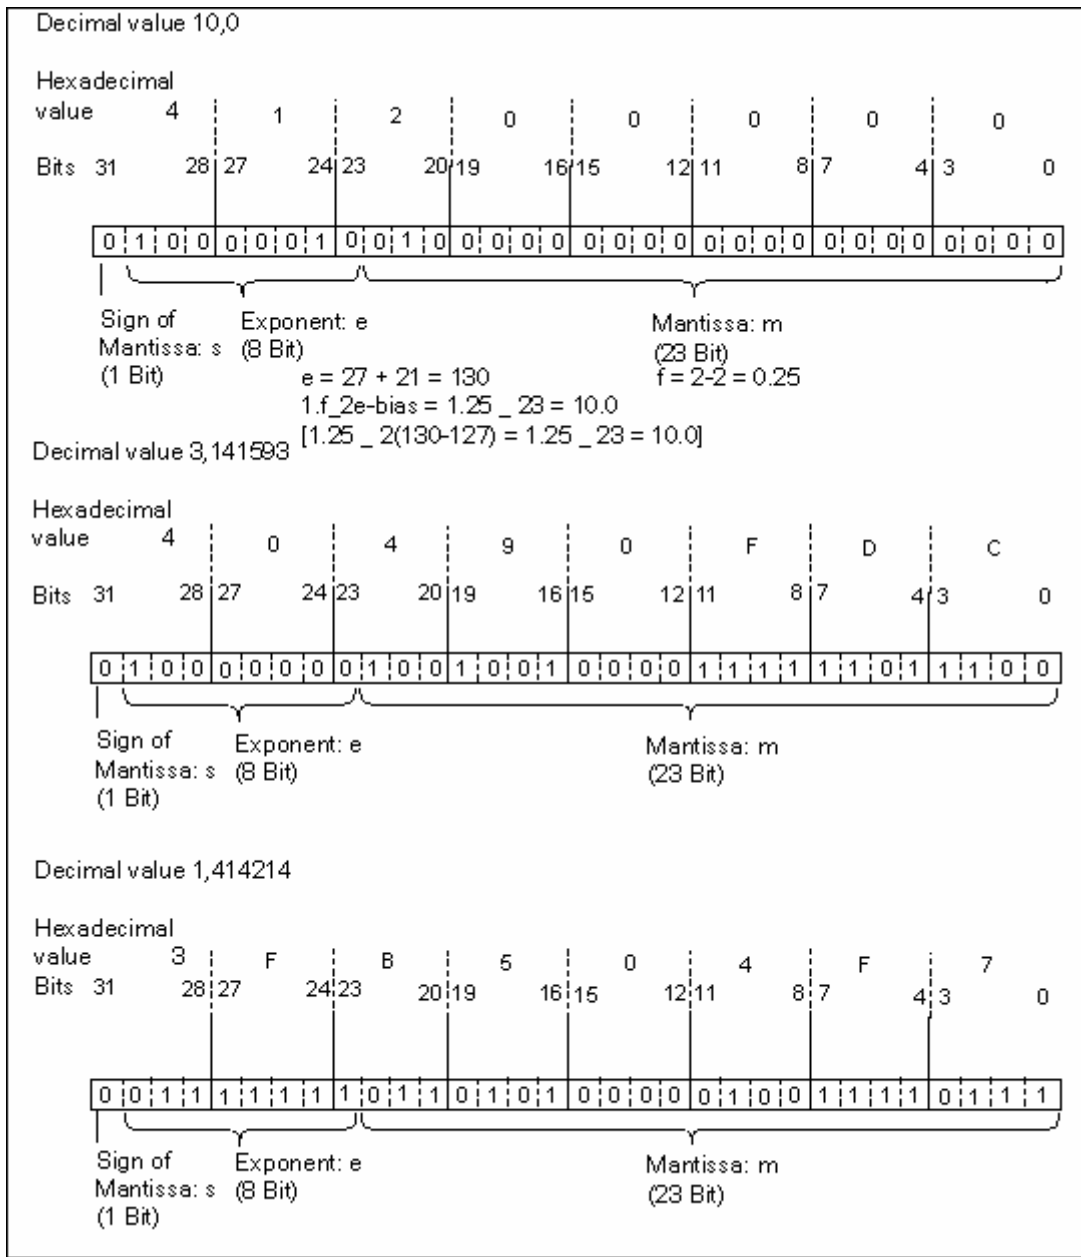 Decimal value 10,0
Hexadecimal
value 4 1 2 0 0 0 0 0
Bits 31 28 27 24 23 20 19 16 15 12 11 8 7 4 3 0
0 1 0 0 0 0 0 1 0 0 1 0 0 0 0 0 0 0 0 0 0 0 0 0 0 0 0 0 0 0 0 0
Sign of Exponent: e Mantissa: m
Mantissa: s (8 Bit) (23 Bit)
(1 Bit) e = 27 + 21 = 130 f = 2-2 = 0.25
1.f_2e-bias = 1.25 _ 23 = 10.0
[1.25 _ 2(130-127) = 1.25 _ 23 = 10.0]
Decimal value 3,141593
Hexadecimal
value 4 0 4 9 0 F D C
Bits 31 28 27 24 23 20 19 16 15 12 11 8 7 4 3 0
0 1 0 0 0 0 0 0 0 1 0 0 1 0 0 1 0 0 0 0 1 1 1 1 1 1 0 1 1 1 0 0
Sign of Exponent: e Mantissa: m
Mantissa: s (8 Bit) (23 Bit)
(1 Bit)
Decimal value 1,414214
Hexadecimal
value 3 F B 5 0 4 F 7
Bits 31 28 27 24 23 20 19 16 15 12 11 8 7 4 3 0
0 0 1 1 1 1 1 1 1 0 1 1 0 1 0 1 0 0 0 0 0 1 0 0 1 1 1 1 0 1 1 1
Sign of Exponent: e Mantissa: m
Mantissa: s (8 Bit) (23 Bit)
(1 Bit)